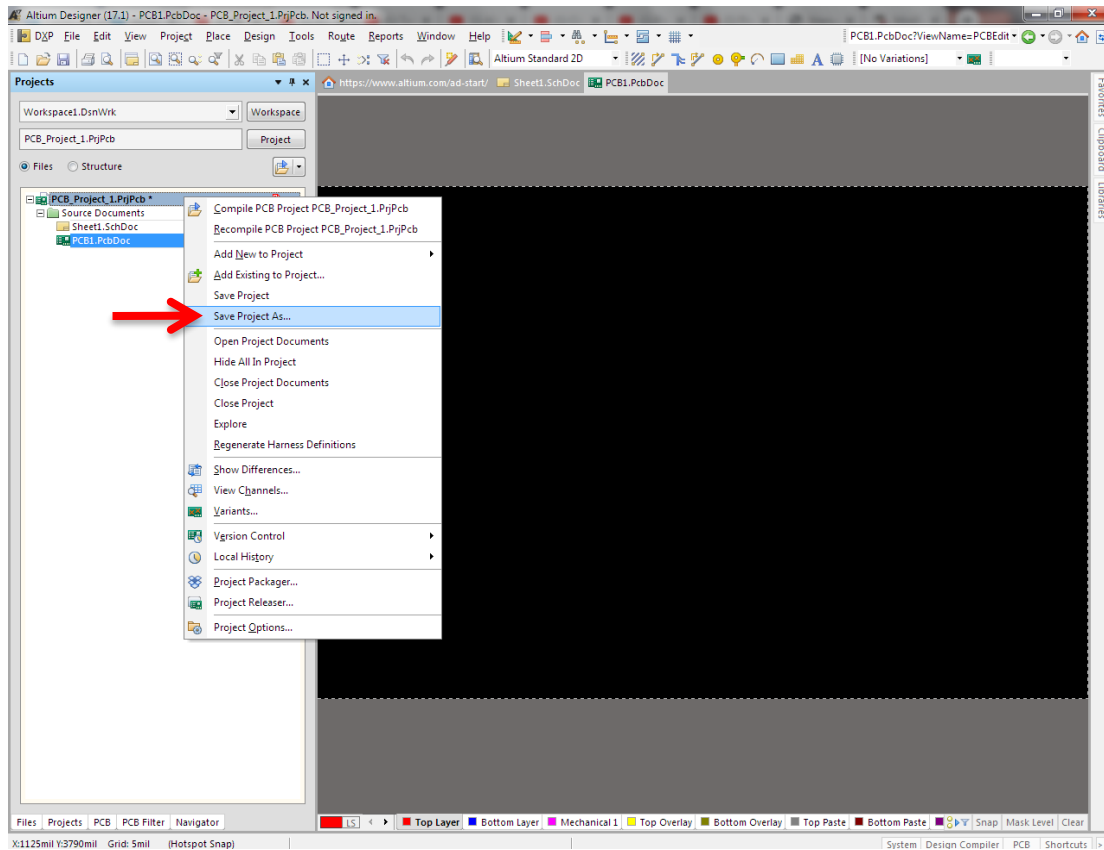 Altium Designer (17.1) - PCB1.PcbDoc - PCB_Project_1.PrjPcb. Not signed in.
DXP File Edit View Project Place Design Tools Route Reports Window Help PCB1.PcbDoc?ViewName=PCBEdit
Altium Standard 2D [No Variations]
Projects
https://www.altium.com/ad-start/ Sheet1.SchDoc PCB1.PcbDoc
Favorites
Clipboard
Libraries
Workspace1.DsnWrk Workspace
PCB_Project_1.PrjPcb Project
Files Structure
PCB_Project_1.PrjPcb *
Source Documents
Sheet1.SchDoc
PCB1.PcbDoc
Compile PCB Project PCB_Project_1.PrjPcb
Recompile PCB Project PCB_Project_1.PrjPcb
Add New to Project
Add Existing to Project...
Save Project
Save Project As...
Open Project Documents
Hide All In Project
Close Project Documents
Close Project
Explore
Regenerate Harness Definitions
Show Differences...
View Channels...
Variants...
Version Control
Local History
Project Packager...
Project Releaser...
Project Options...
Files Projects PCB PCB Filter Navigator
LS Top Layer Bottom Layer Mechanical 1 Top Overlay Bottom Overlay Top Paste Bottom Paste Snap Mask Level Clear
X:1125mil Y:3790mil Grid: 5mil (Hotspot Snap)
System Design Compiler PCB Shortcuts